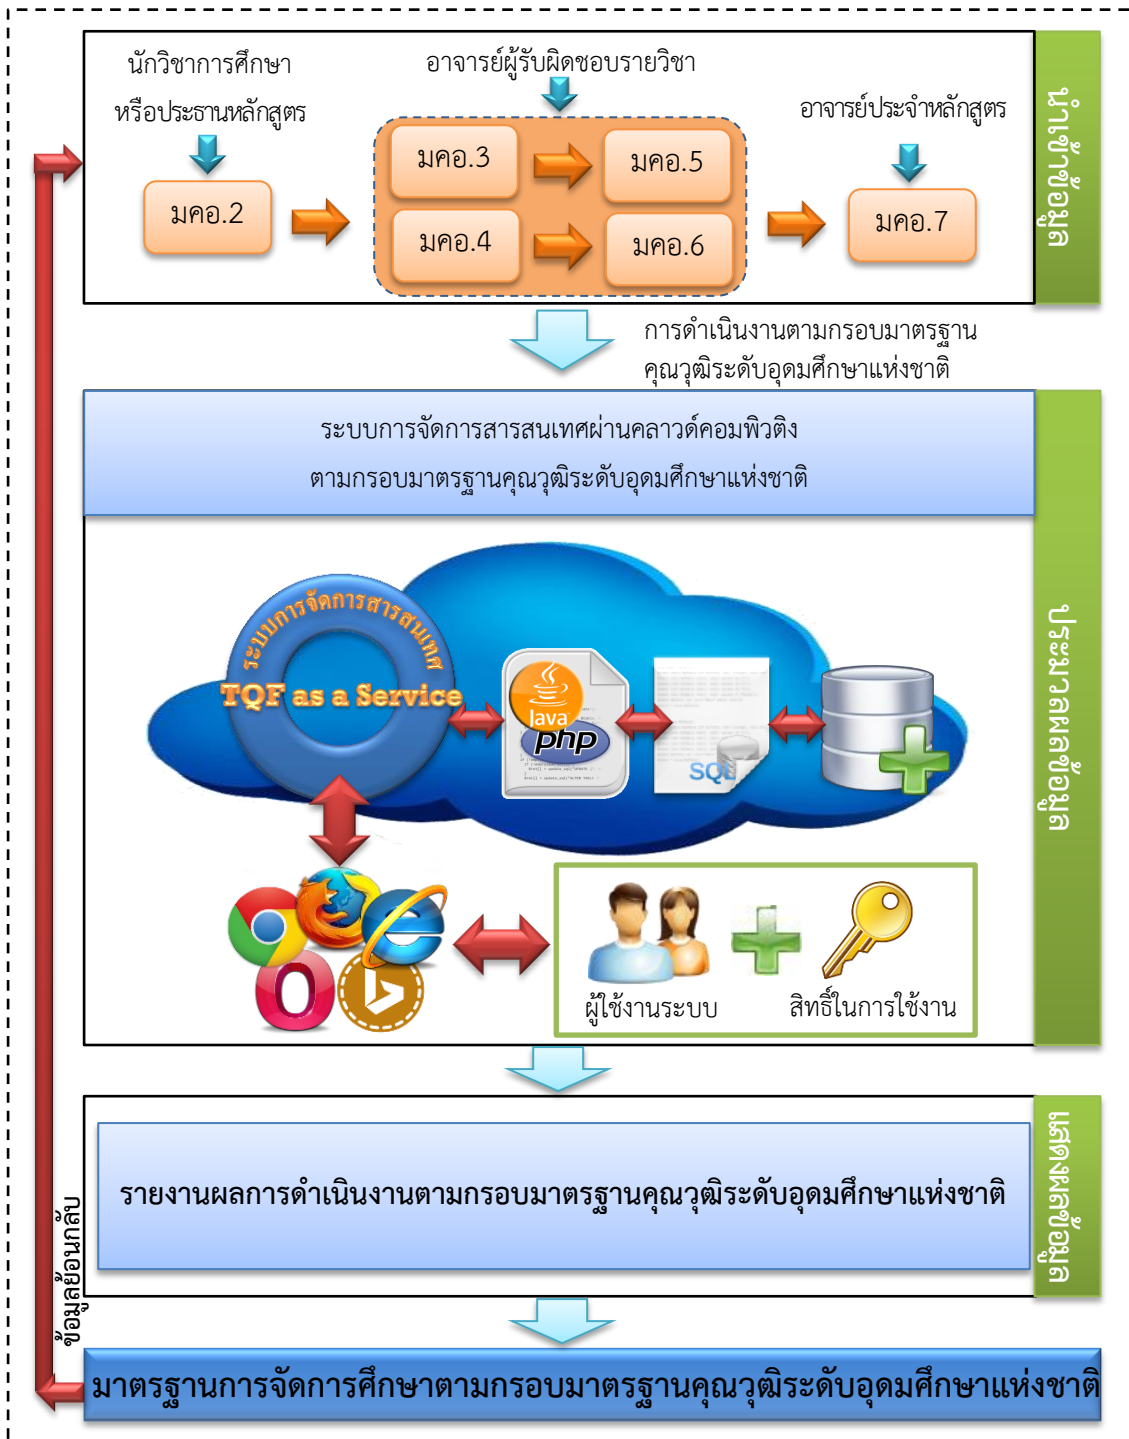 นักวิชาการศึกษา
หรือประธานหลักสูตร
อาจารย์ผู้รับผิดชอบรายวิชา
อาจารย์ประจำหลักสูตร
มคอ.2
มคอ.3
มคอ.5
มคอ.4
มคอ.6
มคอ.7
นำเข้าข้อมูล
การดำเนินงานตามกรอบมาตรฐาน
คุณวุฒิระดับอุดมศึกษาแห่งชาติ
ระบบการจัดการสารสนเทศผ่านคลาวด์คอมพิวติง
ตามกรอบมาตรฐานคุณวุฒิระดับอุดมศึกษาแห่งชาติ
ระบบการจัดการสารสนเทศ
TQF as a Service
Java
php
SQL
ประมวลผลข้อมูล
ผู้ใช้งานระบบ
สิทธิ์ในการใช้งาน
รายงานผลการดำเนินงานตามกรอบมาตรฐานคุณวุฒิระดับอุดมศึกษาแห่งชาติ
แสดงผลข้อมูล
ข้อมูลย้อนกลับ
มาตรฐานการจัดการศึกษาตามกรอบมาตรฐานคุณวุฒิระดับอุดมศึกษาแห่งชาติ